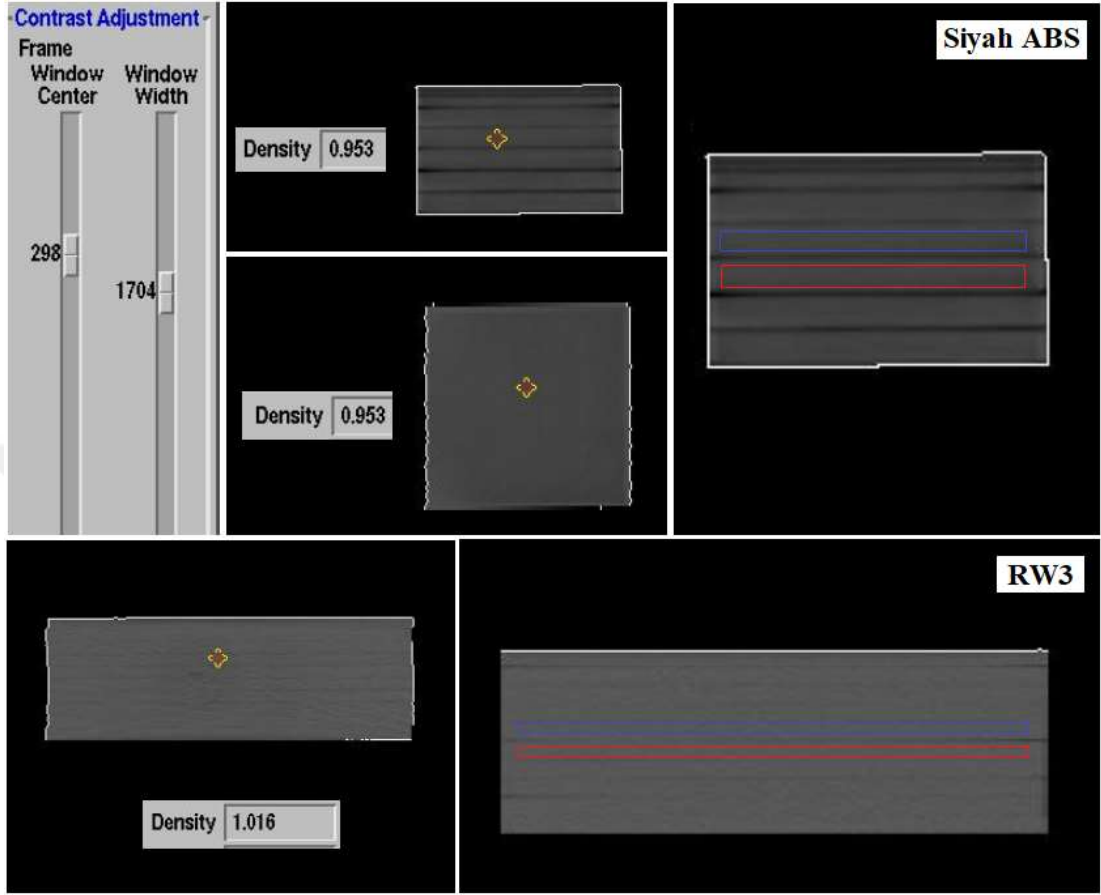 Contrast Adjustment
Frame
Window Center
Window Width
298
1704
Density 0.953
Density 0.953
Siyah ABS
Density 1.016
RW3